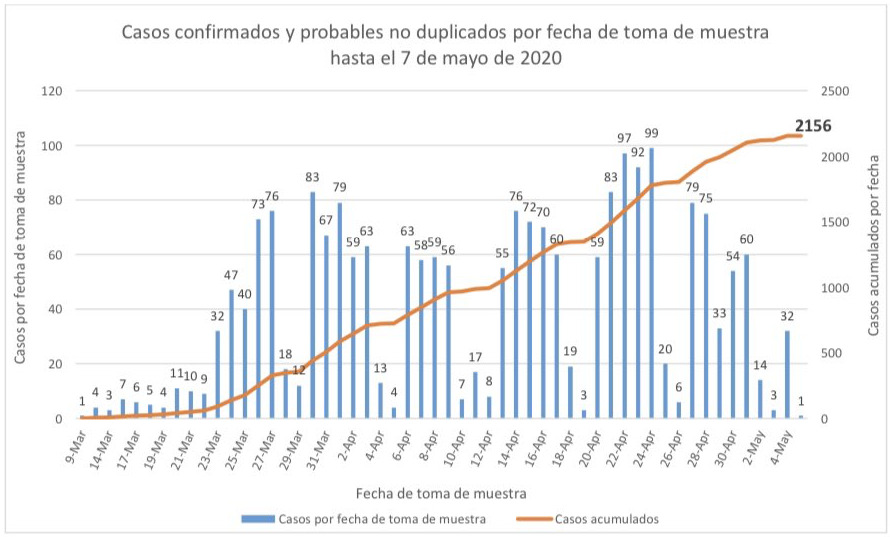 Casos confirmados y probables no duplicados por fecha de toma de muestra
hasta el 7 de mayo de 2020
Casos por fecha de toma de muestra
120
100
80
60
40
20
0
1 4 3 7 6 5 4 11 10 9 32 47 40 73 76 18 12 83 67 79 59 63 13 4 63 58 59 56 7 17 8 55 76 72 70 60 19 3 59 83 97 92 99 20 6 79 75 33 54 60 14 3 32 1
2156
2500
2000
1500
1000
500
0
Casos acumulados por fecha
9-Mar 14-Mar 17-Mar 19-Mar 21-Mar 23-Mar 25-Mar 27-Mar 29-Mar 31-Mar 2-Apr 4-Apr 6-Apr 8-Apr 10-Apr 12-Apr 14-Apr 16-Apr 18-Apr 20-Apr 22-Apr 24-Apr 26-Apr 28-Apr 30-Apr 2-May 4-May
Fecha de toma de muestra
Casos por fecha de toma de muestra Casos acumulados